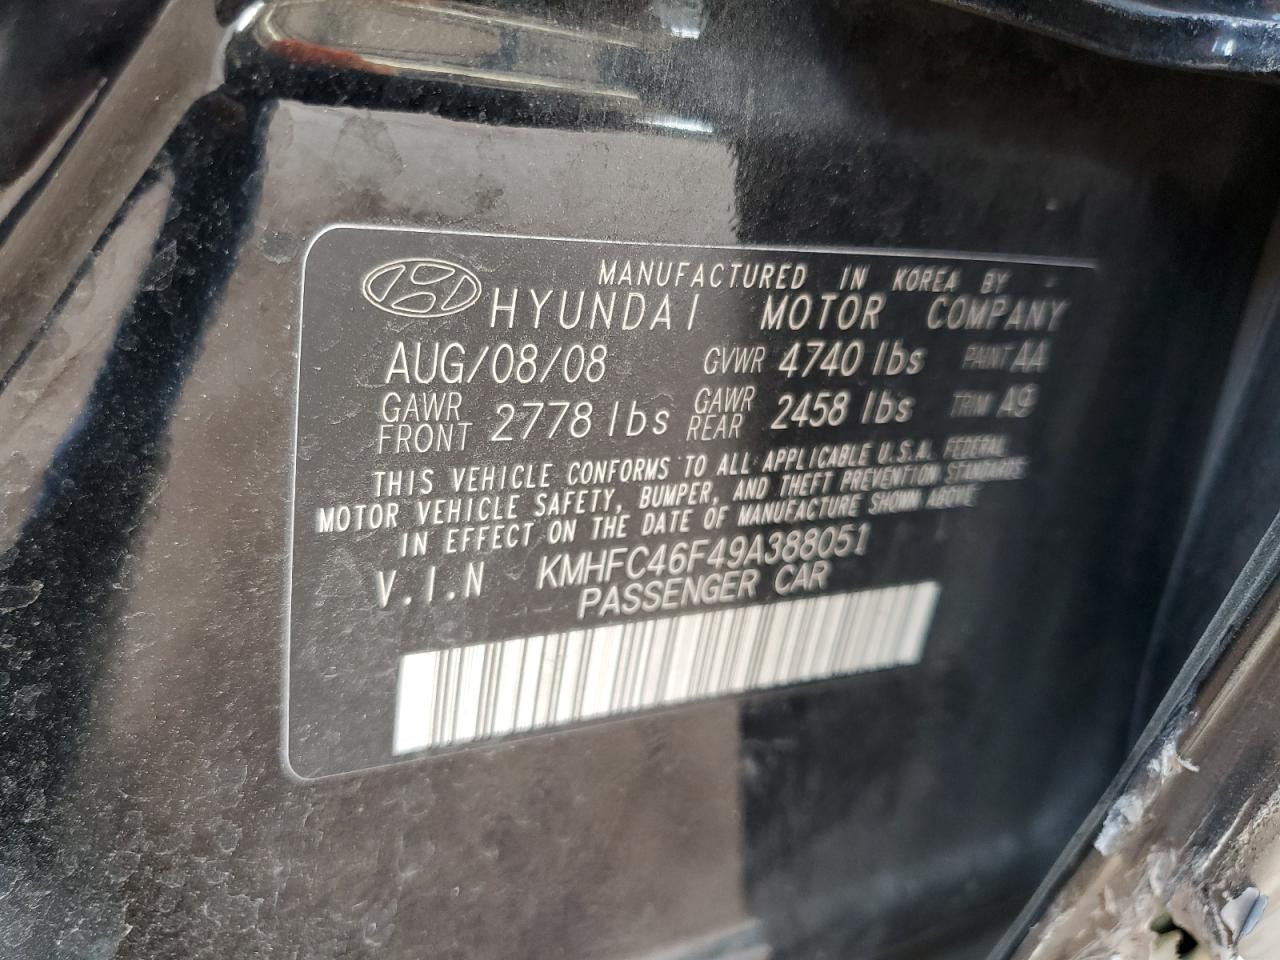 MANUFACTURED IN KOREA BY
HYUNDAI MOTOR COMPANY
AUG/08/08 GVWR 4740 lbs PAINT AA
GAWR FRONT 2778 lbs GAWR REAR 2458 lbs TRIM A9
THIS VEHICLE CONFORMS TO ALL APPLICABLE U.S.A. FEDERAL
MOTOR VEHICLE SAFETY, BUMPER, AND THEFT PREVENTION STANDARDS
IN EFFECT ON THE DATE OF MANUFACTURE SHOWN ABOVE
V.I.N KMHFC46F49A388051
PASSENGER CAR